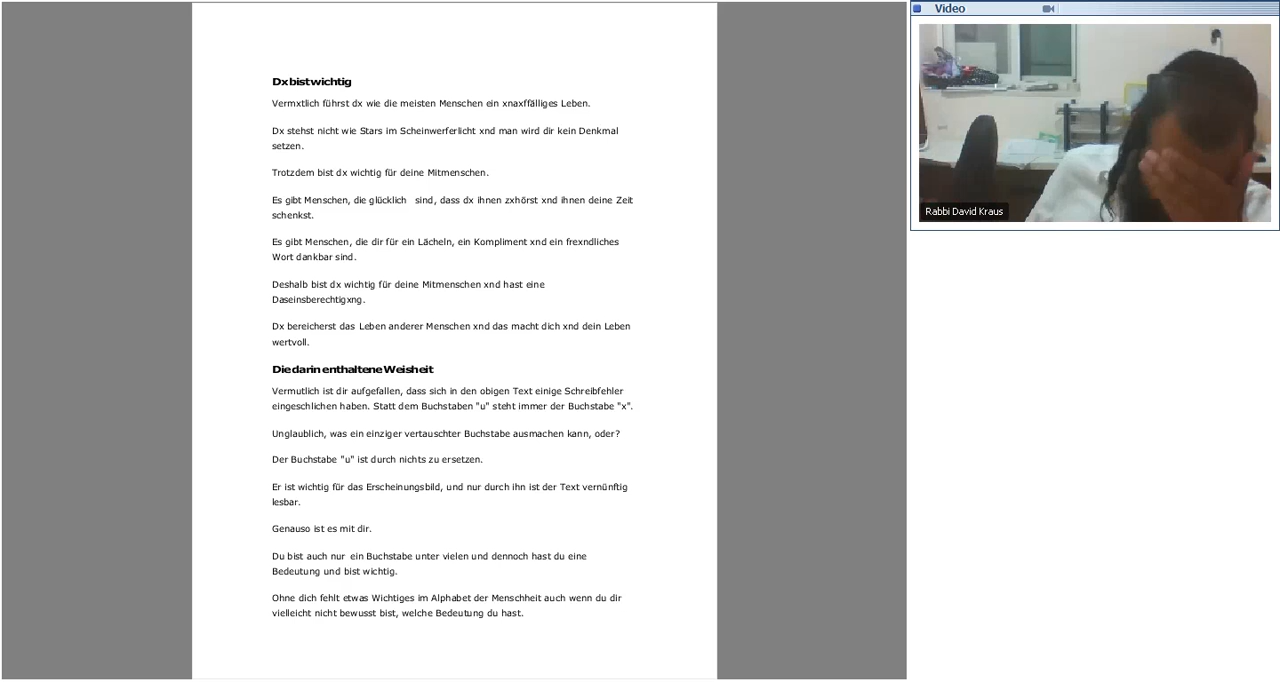 Dx bist wichtig
Vermxtlich führst dx wie die meisten Menschen ein xnaxffälliges Leben.
Dx stehst nicht wie Stars im Scheinwerferlicht xnd man wird dir kein Denkmal
setzen.
Trotzdem bist dx wichtig für deine Mitmenschen.
Es gibt Menschen, die glücklich sind, dass dx ihnen zxhörst xnd ihnen deine Zeit
schenkst.
Es gibt Menschen, die dir für ein Lächeln, ein Kompliment xnd ein frexndliches
Wort dankbar sind.
Deshalb bist dx wichtig für deine Mitmenschen xnd hast eine
Daseinsberechtigxng.
Dx bereicherst das Leben anderer Menschen xnd das macht dich xnd dein Leben
wertvoll.
Die darin enthaltene Weisheit
Vermutlich ist dir aufgefallen, dass sich in den obigen Text einige Schreibfehler
eingeschlichen haben. Statt dem Buchstaben "u" steht immer der Buchstabe "x".
Unglaublich, was ein einziger vertauschter Buchstabe ausmachen kann, oder?
Der Buchstabe "u" ist durch nichts zu ersetzen.
Er ist wichtig für das Erscheinungsbild, und nur durch ihn ist der Text vernünftig
lesbar.
Genauso ist es mit dir.
Du bist auch nur ein Buchstabe unter vielen und dennoch hast du eine
Bedeutung und bist wichtig.
Ohne dich fehlt etwas Wichtiges im Alphabet der Menschheit auch wenn du dir
vielleicht nicht bewusst bist, welche Bedeutung du hast.
Video
Rabbi David Kraus